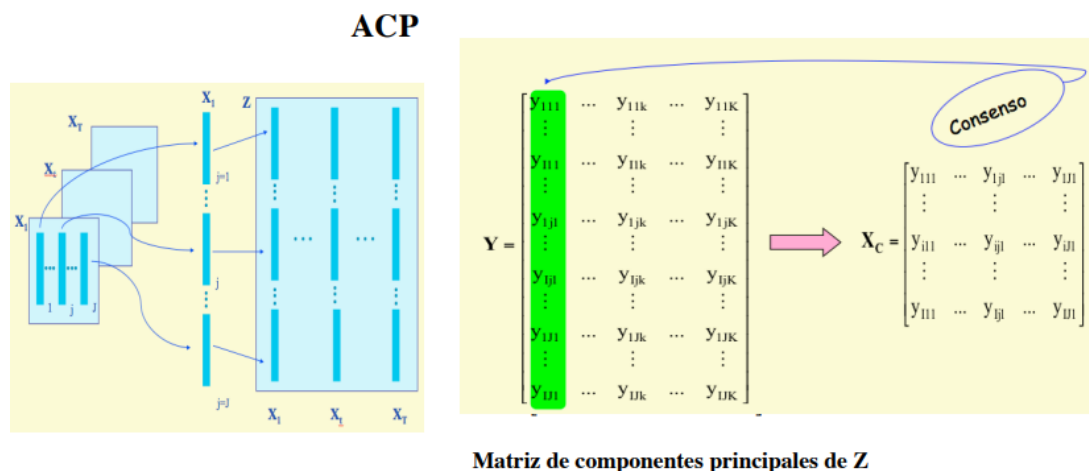 ACP
X_T
X_t
X_1
1 j J
X_1
j=1
j
j=J
Z
X_1 X_t X_T
Consenso
Y =
y_111 ... y_11k ... y_11K
⋮ ⋮ ⋮
y_I11 ... y_I1k ... y_I1K
⋮ ⋮ ⋮
y_1j1 ... y_1jk ... y_1jK
⋮ ⋮ ⋮
y_Ij1 ... y_Ijk ... y_IjK
⋮ ⋮ ⋮
y_1J1 ... y_1Jk ... y_1JK
⋮ ⋮ ⋮
y_IJ1 ... y_IJk ... y_IJK
X_C =
y_111 ... y_1j1 ... y_1J1
⋮ ⋮ ⋮
y_i11 ... y_ij1 ... y_iJ1
⋮ ⋮ ⋮
y_I11 ... y_Ij1 ... y_IJ1
Matriz de componentes principales de Z